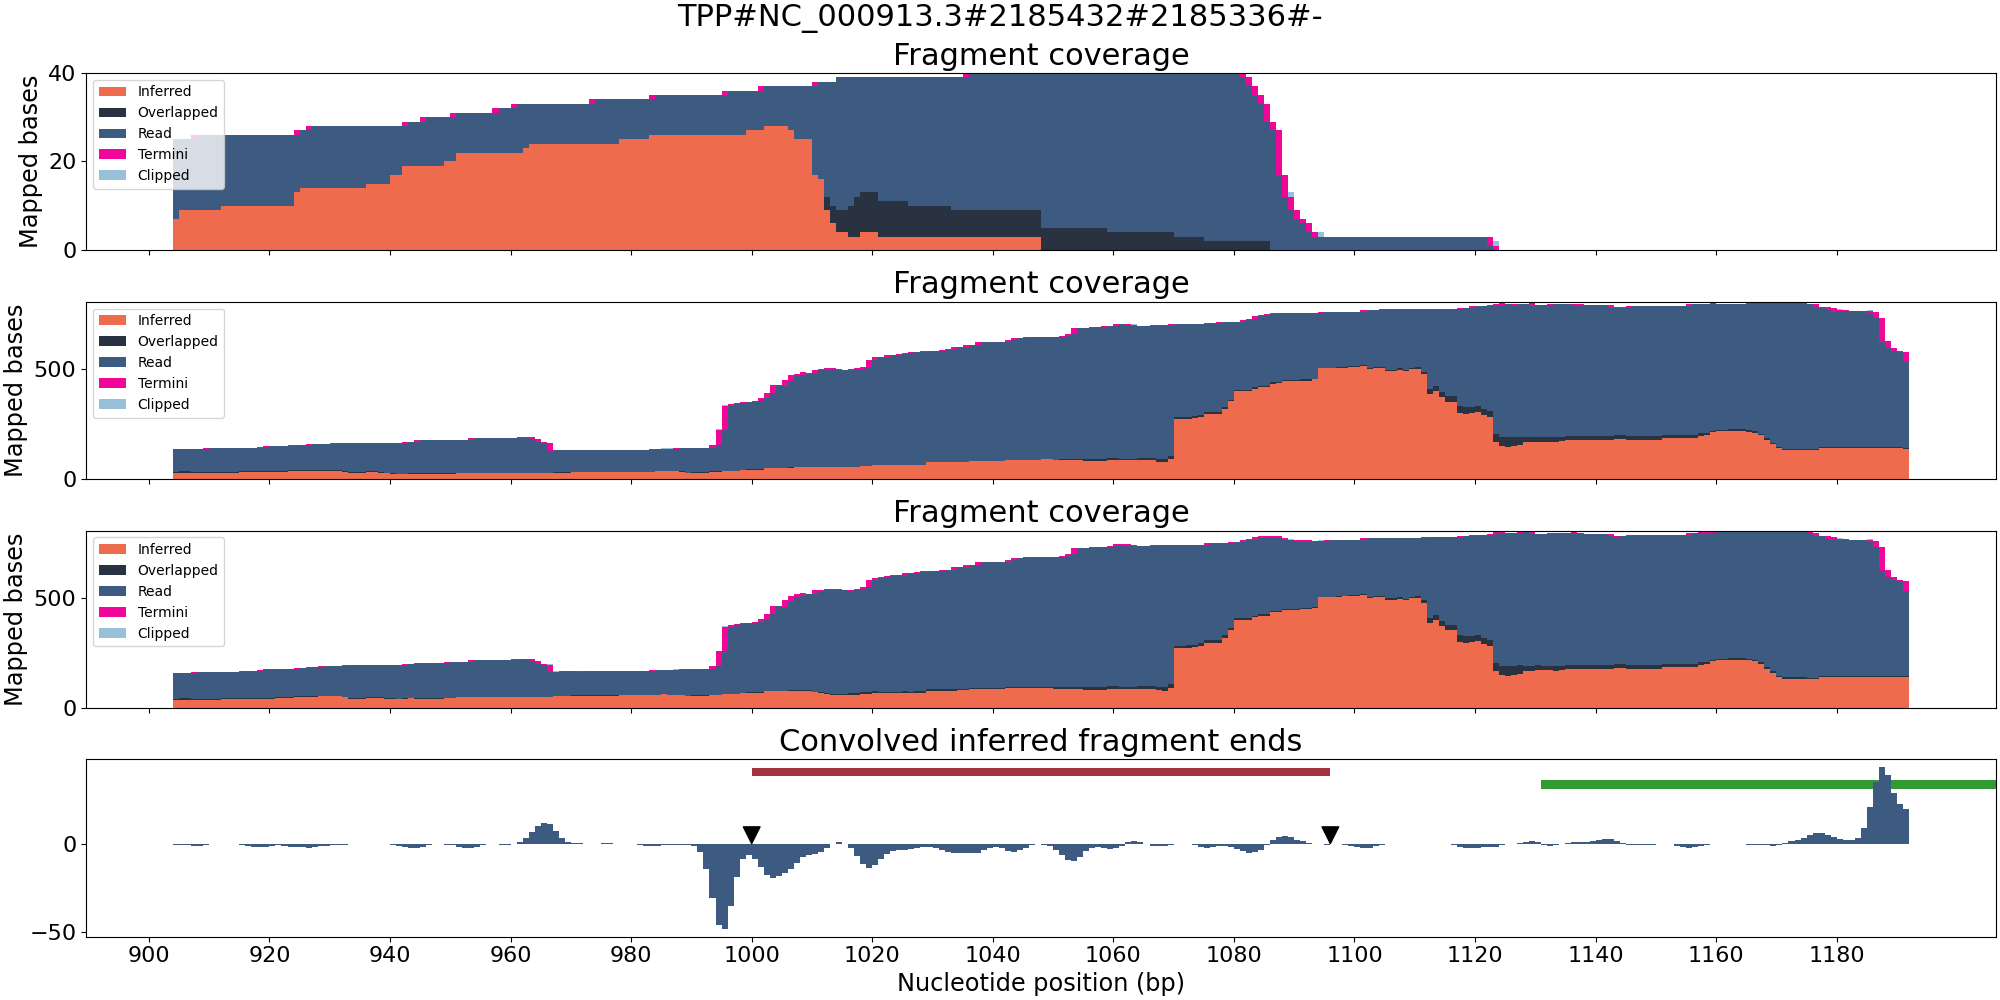 TPP#NC_000913.3#2185432#2185336#-
Fragment coverage
Mapped bases
40
20
0
Inferred
Overlapped
Read
Termini
Clipped
Fragment coverage
Mapped bases
500
0
Inferred
Overlapped
Read
Termini
Clipped
Fragment coverage
Mapped bases
500
0
Inferred
Overlapped
Read
Termini
Clipped
Convolved inferred fragment ends
0
−50
900 920 940 960 980 1000 1020 1040 1060 1080 1100 1120 1140 1160 1180
Nucleotide position (bp)